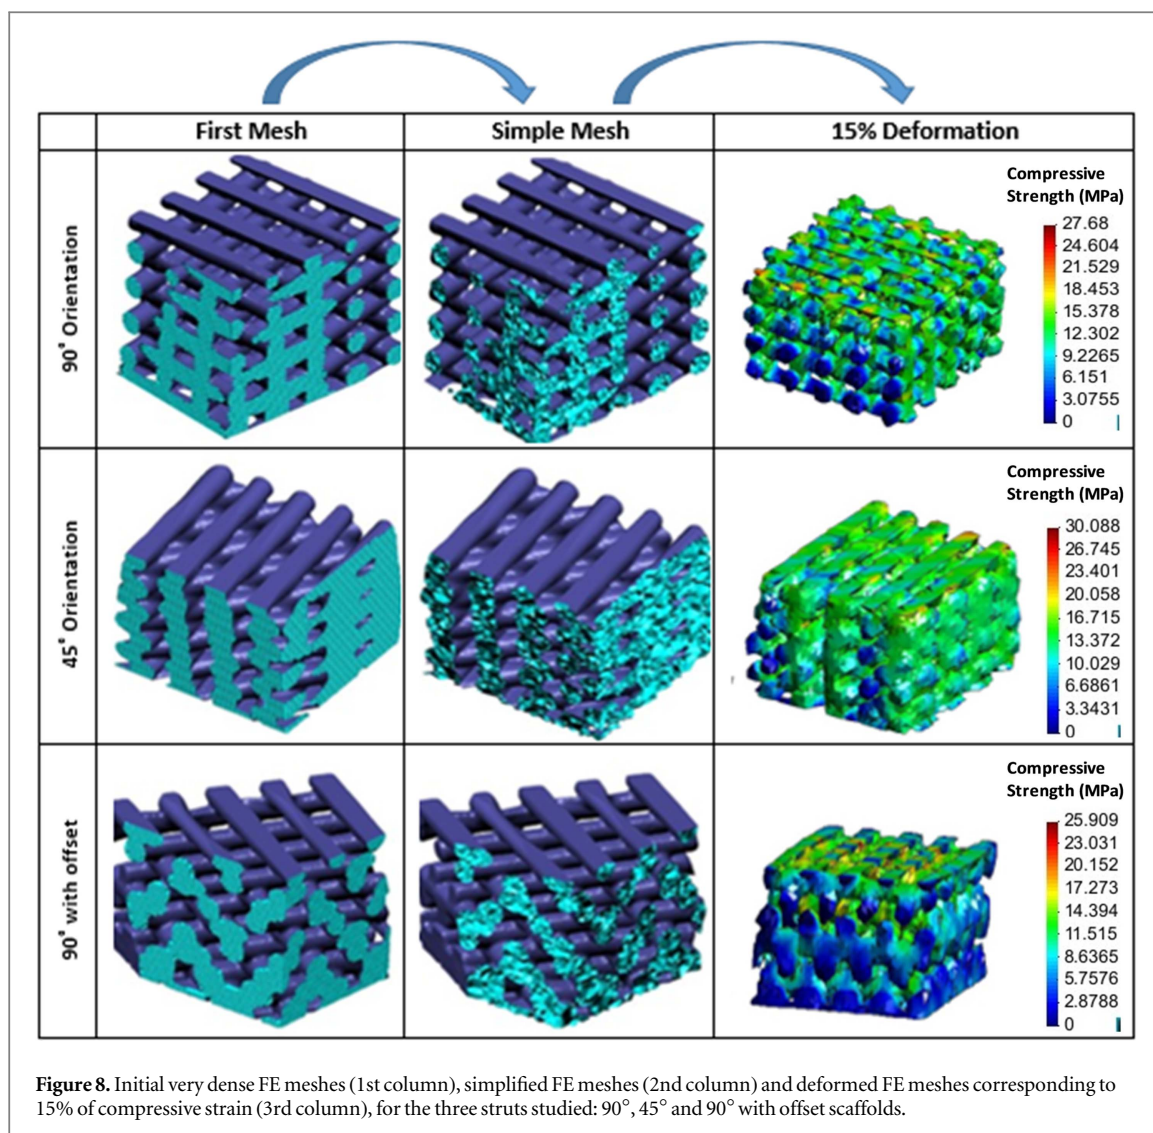 First Mesh
Simple Mesh
15% Deformation
90° Orientation
Compressive
Strength (MPa)
27.68
24.604
21.529
18.453
15.378
12.302
9.2265
6.151
3.0755
0
45° Orientation
Compressive
Strength (MPa)
30.088
26.745
23.401
20.058
16.715
13.372
10.029
6.6861
3.3431
0
90° with offset
Compressive
Strength (MPa)
25.909
23.031
20.152
17.273
14.394
11.515
8.6365
5.7576
2.8788
0
Figure 8. Initial very dense FE meshes (1st column), simplified FE meshes (2nd column) and deformed FE meshes corresponding to
15% of compressive strain (3rd column), for the three struts studied: 90°, 45° and 90° with offset scaffolds.